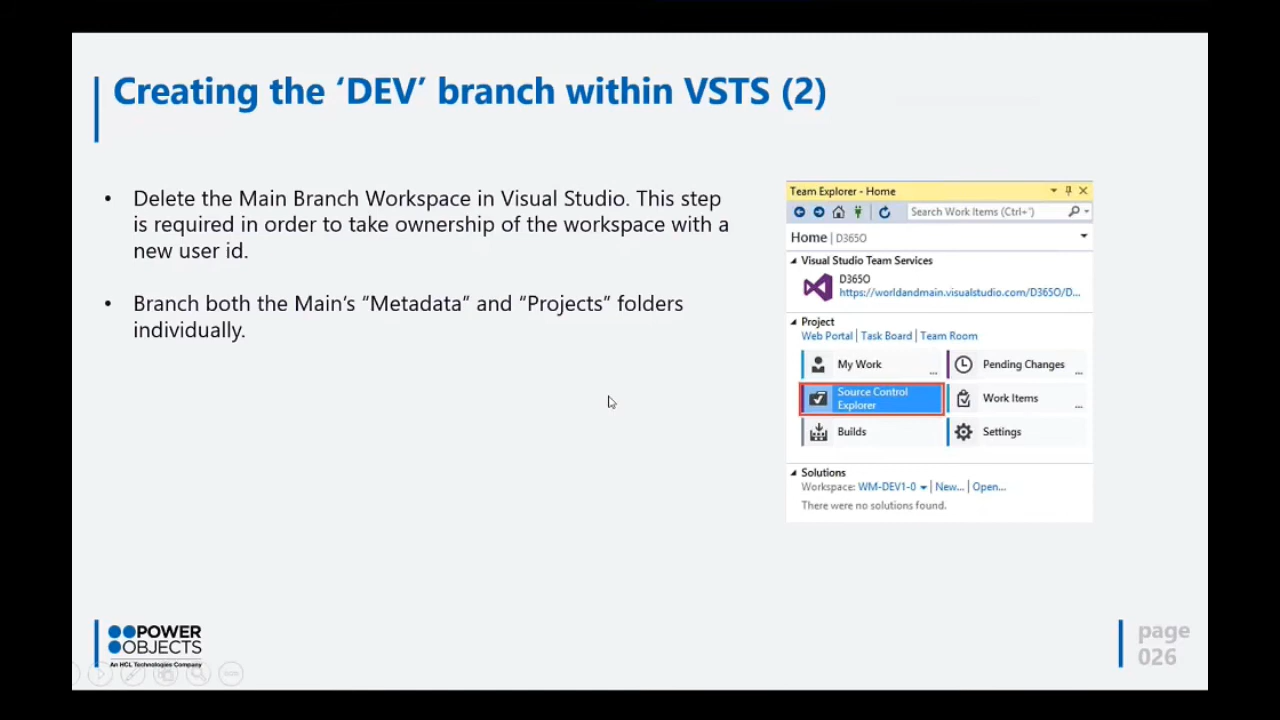 Creating the ‘DEV’ branch within VSTS (2)
• Delete the Main Branch Workspace in Visual Studio. This step
is required in order to take ownership of the workspace with a
new user id.
• Branch both the Main’s “Metadata” and “Projects” folders
individually.
Team Explorer - Home
Search Work Items (Ctrl+')
Home | D365O
Visual Studio Team Services
D365O
https://worldandmain.visualstudio.com/D365O/D...
Project
Web Portal | Task Board | Team Room
My Work ...
Pending Changes ...
Source Control
Explorer
Work Items ...
Builds
Settings
Solutions
Workspace: WM-DEV1-0 | New... | Open...
There were no solutions found.
POWER
OBJECTS
An HCL Technologies Company
page
026